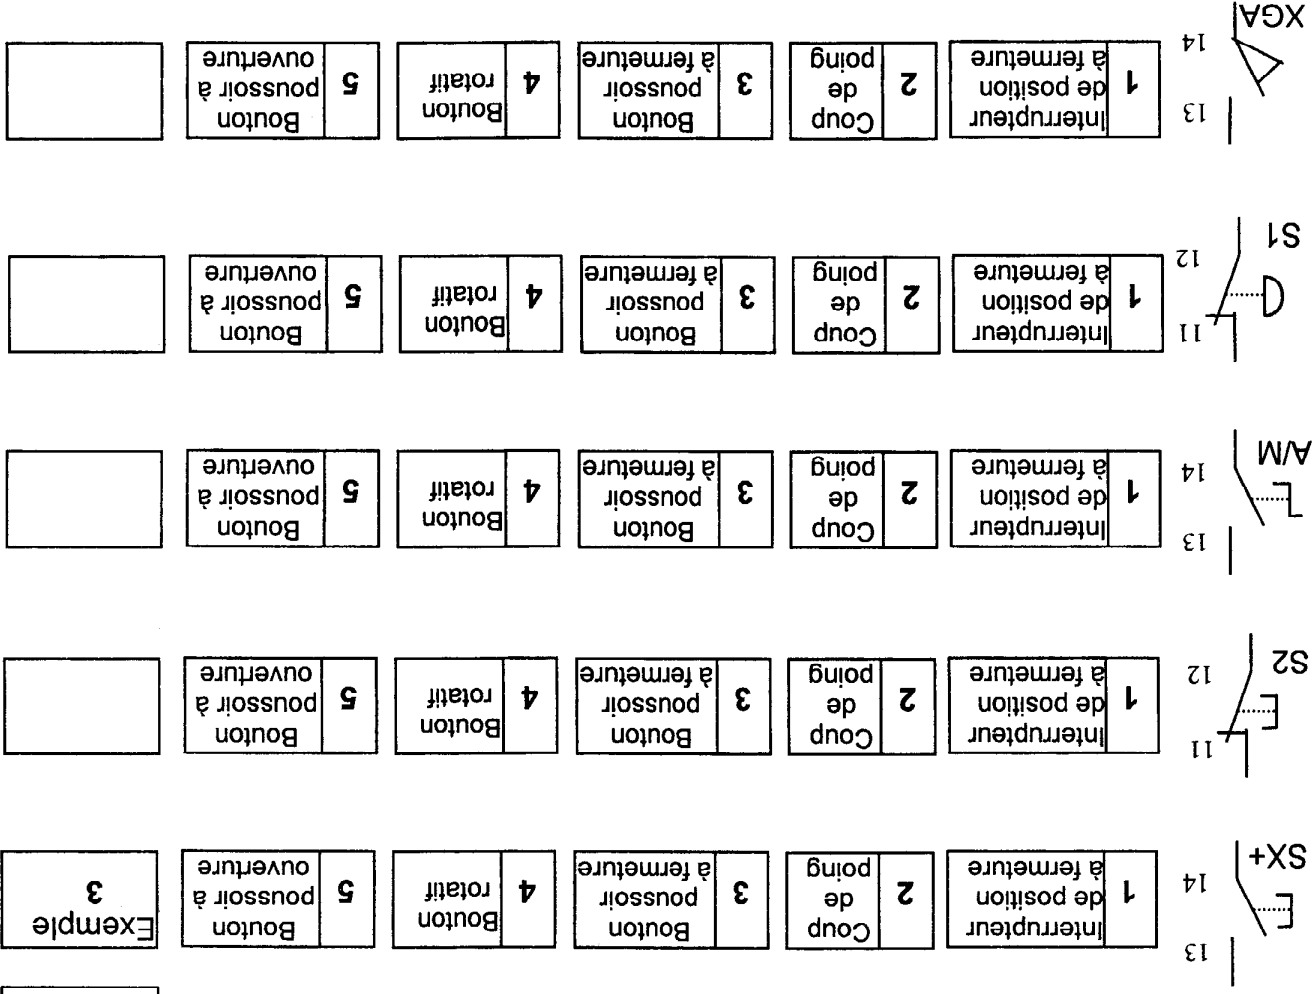 SX+
13
14
1
Interrupteur
de position
à fermeture
2
Coup
de
poing
3
Bouton
poussoir
à fermeture
4
Bouton
rotatif
5
Bouton
poussoir à
ouverture
Exemple
3
S2
11
12
1
Interrupteur
de position
à fermeture
2
Coup
de
poing
3
Bouton
poussoir
à fermeture
4
Bouton
rotatif
5
Bouton
poussoir à
ouverture
A/M
13
14
1
Interrupteur
de position
à fermeture
2
Coup
de
poing
3
Bouton
poussoir
à fermeture
4
Bouton
rotatif
5
Bouton
poussoir à
ouverture
S1
11
12
1
Interrupteur
de position
à fermeture
2
Coup
de
poing
3
Bouton
poussoir
à fermeture
4
Bouton
rotatif
5
Bouton
poussoir à
ouverture
XGA
13
14
1
Interrupteur
de position
à fermeture
2
Coup
de
poing
3
Bouton
poussoir
à fermeture
4
Bouton
rotatif
5
Bouton
poussoir à
ouverture